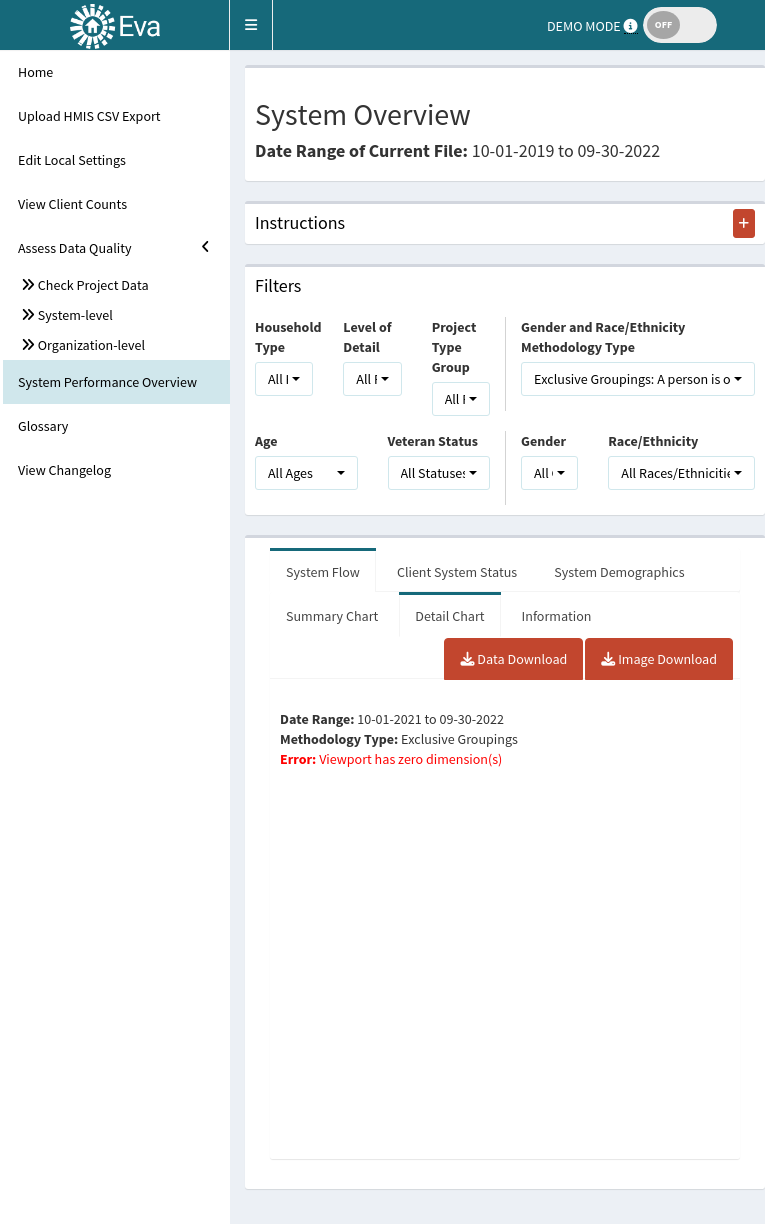 Eva
DEMO MODE
OFF
Home
Upload HMIS CSV Export
Edit Local Settings
View Client Counts
Assess Data Quality
Check Project Data
System-level
Organization-level
System Performance Overview
Glossary
View Changelog
System Overview
Date Range of Current File: 10-01-2019 to 09-30-2022
Instructions
Filters
Household
Type
All
Level of
Detail
All
Project
Type
Group
All
Gender and Race/Ethnicity
Methodology Type
Exclusive Groupings: A person is o
Age
All Ages
Veteran Status
All Statuses
Gender
All
Race/Ethnicity
All Races/Ethnicitie
System Flow
Client System Status
System Demographics
Summary Chart
Detail Chart
Information
Data Download
Image Download
Date Range: 10-01-2021 to 09-30-2022
Methodology Type: Exclusive Groupings
Error: Viewport has zero dimension(s)